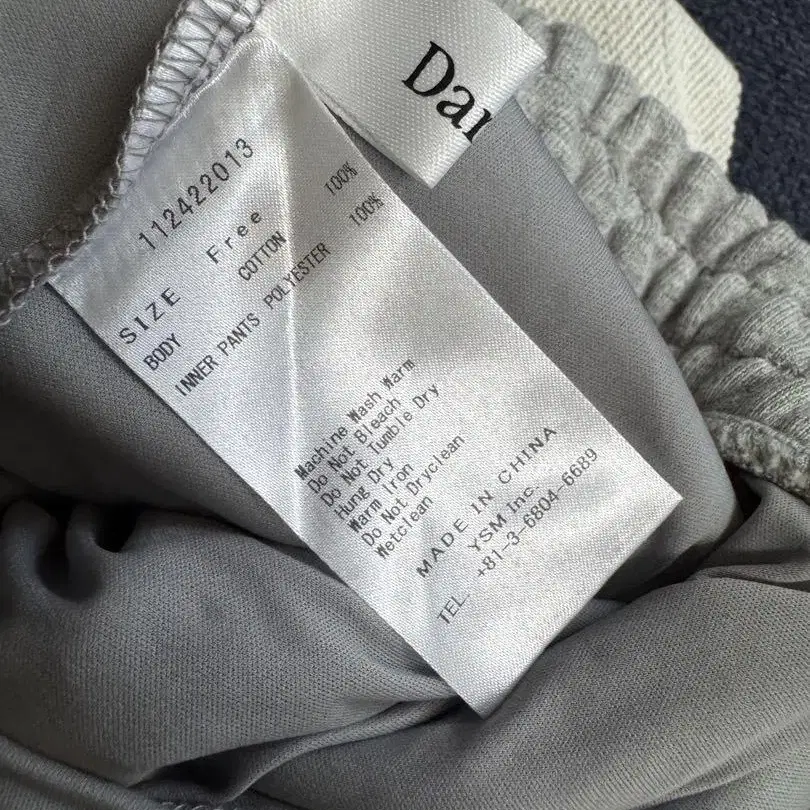 Dar
112422013
SIZE Free
BODY COTTON 100%
INNER PANTS POLYESTER 100%
Machine Wash Warm
Do Not Bleach
Do Not Tumble Dry
Hung Dry
Warm Iron
Do Not Dryclean
Wetclean
MADE IN CHINA
YSM Inc.
TEL. +81-3-6804-6689